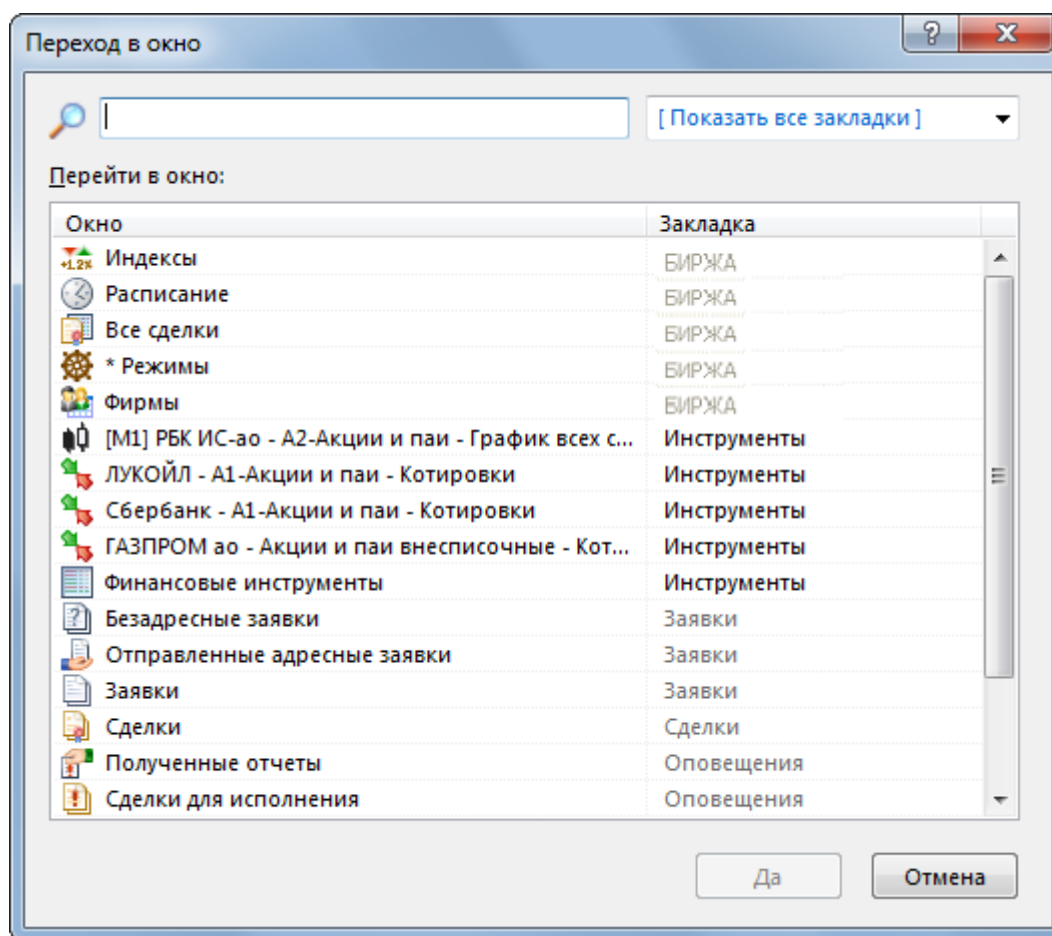 Переход в окно
[ Показать все закладки ]
Перейти в окно:
Окно Закладка
+1.2% Индексы БИРЖА
Расписание БИРЖА
Все сделки БИРЖА
* Режимы БИРЖА
Фирмы БИРЖА
[M1] РБК ИС-ао - А2-Акции и паи - График всех с... Инструменты
ЛУКОЙЛ - А1-Акции и паи - Котировки Инструменты
Сбербанк - А1-Акции и паи - Котировки Инструменты
ГАЗПРОМ ао - Акции и паи внесписочные - Кот... Инструменты
Финансовые инструменты Инструменты
Безадресные заявки Заявки
Отправленные адресные заявки Заявки
Заявки Заявки
Сделки Сделки
Полученные отчеты Оповещения
Сделки для исполнения Оповещения
Да Отмена